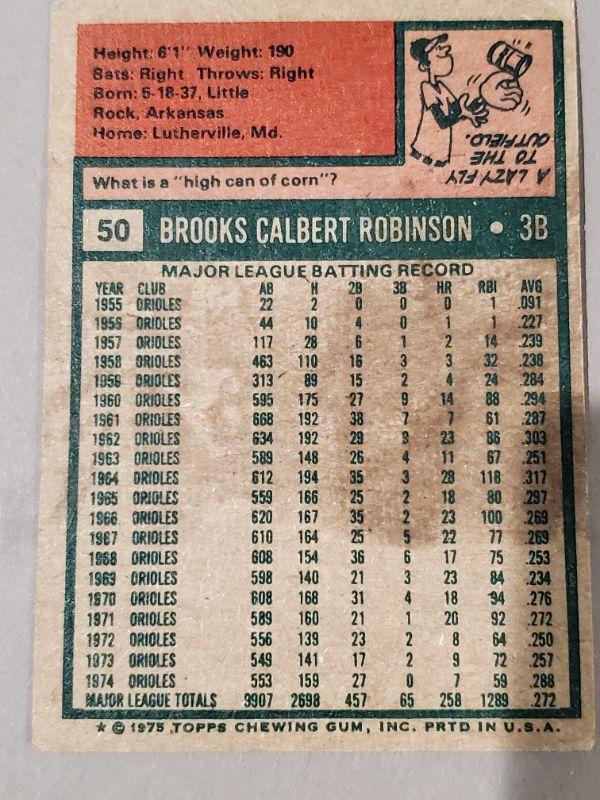 Height: 6'1" Weight: 190
Bats: Right Throws: Right
Born: 5-18-37, Little
Rock, Arkansas
Home: Lutherville, Md.
What is a "high can of corn"?
A LAZY FLY
TO THE
OUTFIELD.
50 BROOKS CALBERT ROBINSON • 3B
MAJOR LEAGUE BATTING RECORD
YEAR CLUB AB H 2B 3B HR RBI AVG
1955 ORIOLES 22 2 0 0 0 1 .091
1956 ORIOLES 44 10 4 0 1 1 .227
1957 ORIOLES 117 28 6 1 2 14 .239
1958 ORIOLES 463 110 16 3 3 32 .238
1959 ORIOLES 313 89 15 2 4 24 .284
1960 ORIOLES 595 175 27 9 14 88 .294
1961 ORIOLES 668 192 38 7 7 61 .287
1962 ORIOLES 634 192 29 9 23 86 .303
1963 ORIOLES 589 148 26 4 11 67 .251
1964 ORIOLES 612 194 35 3 28 118 .317
1965 ORIOLES 559 166 25 2 18 80 .297
1966 ORIOLES 620 167 35 2 23 100 .269
1967 ORIOLES 610 164 25 5 22 77 .269
1968 ORIOLES 608 154 36 6 17 75 .253
1969 ORIOLES 598 140 21 3 23 84 .234
1970 ORIOLES 608 168 31 4 18 94 .276
1971 ORIOLES 589 160 21 1 20 92 .272
1972 ORIOLES 556 139 23 2 8 64 .250
1973 ORIOLES 549 141 17 2 9 72 .257
1974 ORIOLES 553 159 27 0 7 59 .288
MAJOR LEAGUE TOTALS 9907 2698 457 65 258 1289 .272
★ © 1975 TOPPS CHEWING GUM, INC. PRTD IN U.S.A.